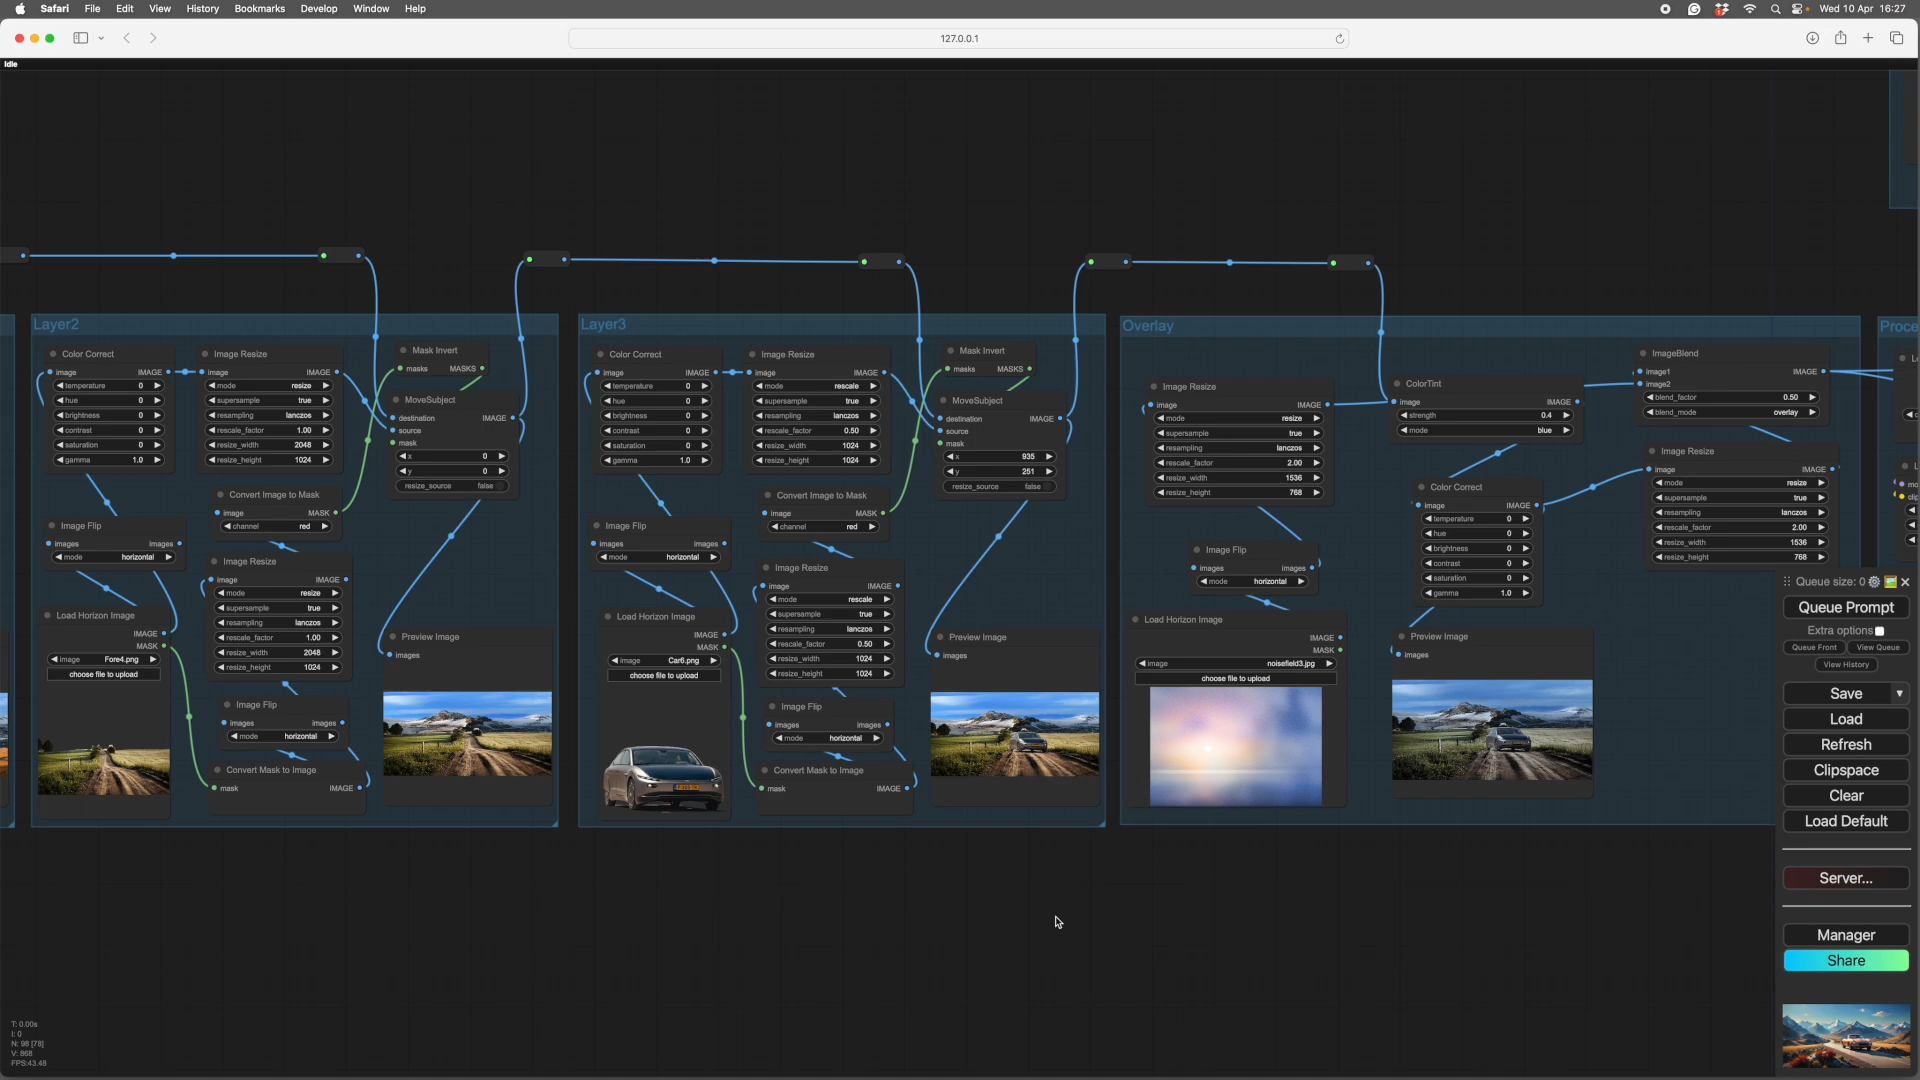 Safari File Edit View History Bookmarks Develop Window Help
Wed 10 Apr 16:27
127.0.0.1
Idle
Layer2
Color Correct
image IMAGE
temperature 0
hue 0
brightness 0
contrast 0
saturation 0
gamma 1.0
Image Resize
image IMAGE
mode resize
supersample true
resampling lanczos
rescale_factor 1.00
resize_width 2048
resize_height 1024
Mask Invert
masks MASKS
MoveSubject
destination IMAGE
source
mask
x 0
y 0
resize_source false
Convert Image to Mask
image MASK
channel red
Image Flip
images images
mode horizontal
Image Resize
image IMAGE
mode resize
supersample true
resampling lanczos
rescale_factor 1.00
resize_width 2048
resize_height 1024
Load Horizon Image
IMAGE
MASK
image Fore4.png
choose file to upload
Image Flip
images images
mode horizontal
Convert Mask to Image
mask IMAGE
Preview Image
images
Layer3
Color Correct
image IMAGE
temperature 0
hue 0
brightness 0
contrast 0
saturation 0
gamma 1.0
Image Resize
image IMAGE
mode rescale
supersample true
resampling lanczos
rescale_factor 0.50
resize_width 1024
resize_height 1024
Mask Invert
masks MASKS
MoveSubject
destination IMAGE
source
mask
x 935
y 251
resize_source false
Convert Image to Mask
image MASK
channel red
Image Flip
images images
mode horizontal
Image Resize
image IMAGE
mode rescale
supersample true
resampling lanczos
rescale_factor 0.50
resize_width 1024
resize_height 1024
Load Horizon Image
IMAGE
MASK
image Car6.png
choose file to upload
Image Flip
images images
mode horizontal
Convert Mask to Image
mask IMAGE
Preview Image
images
Overlay
Image Resize
image IMAGE
mode resize
supersample true
resampling lanczos
rescale_factor 2.00
resize_width 1536
resize_height 768
Image Flip
images images
mode horizontal
Load Horizon Image
IMAGE
MASK
image noisefield3.jpg
choose file to upload
ColorTint
image IMAGE
strength 0.4
mode blue
Color Correct
image IMAGE
temperature 0
hue 0
brightness 0
contrast 0
saturation 0
gamma 1.0
Preview Image
images
ImageBlend
image1 IMAGE
image2
blend_factor 0.50
blend_mode overlay
Image Resize
image IMAGE
mode resize
supersample true
resampling lanczos
rescale_factor 2.00
resize_width 1536
resize_height 768
Proce
Queue size: 0
Queue Prompt
Extra options
Queue Front View Queue
View History
Save
Load
Refresh
Clipspace
Clear
Load Default
Server...
Manager
Share
T: 0.00s
I: 0
N: 98 [78]
V: 868
FPS:43.48